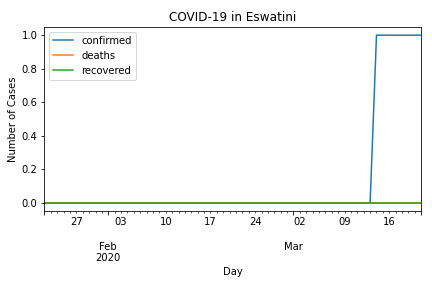 COVID-19 in Eswatini
1.0
0.8
0.6
0.4
0.2
0.0
Number of Cases
confirmed
deaths
recovered
27 03 10 17 24 02 09 16
Feb Mar
2020
Day